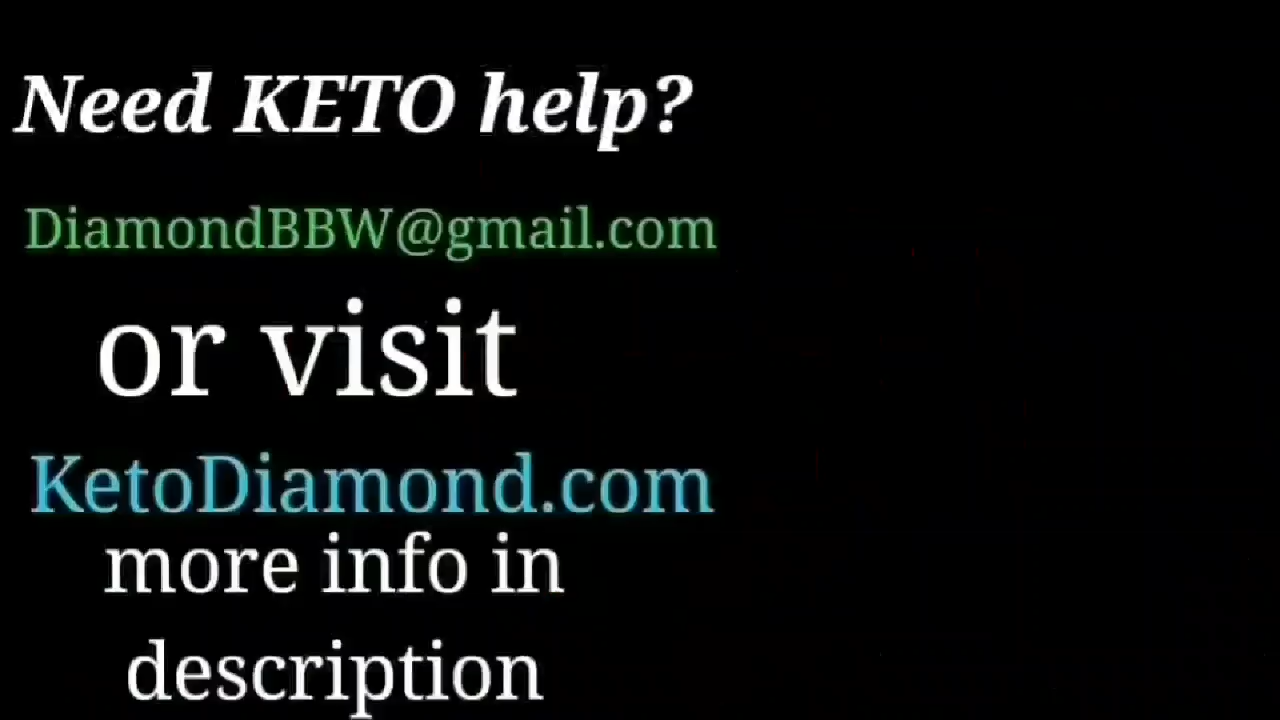 Need KETO help?
DiamondBBW@gmail.com
or visit
KetoDiamond.com
more info in
description